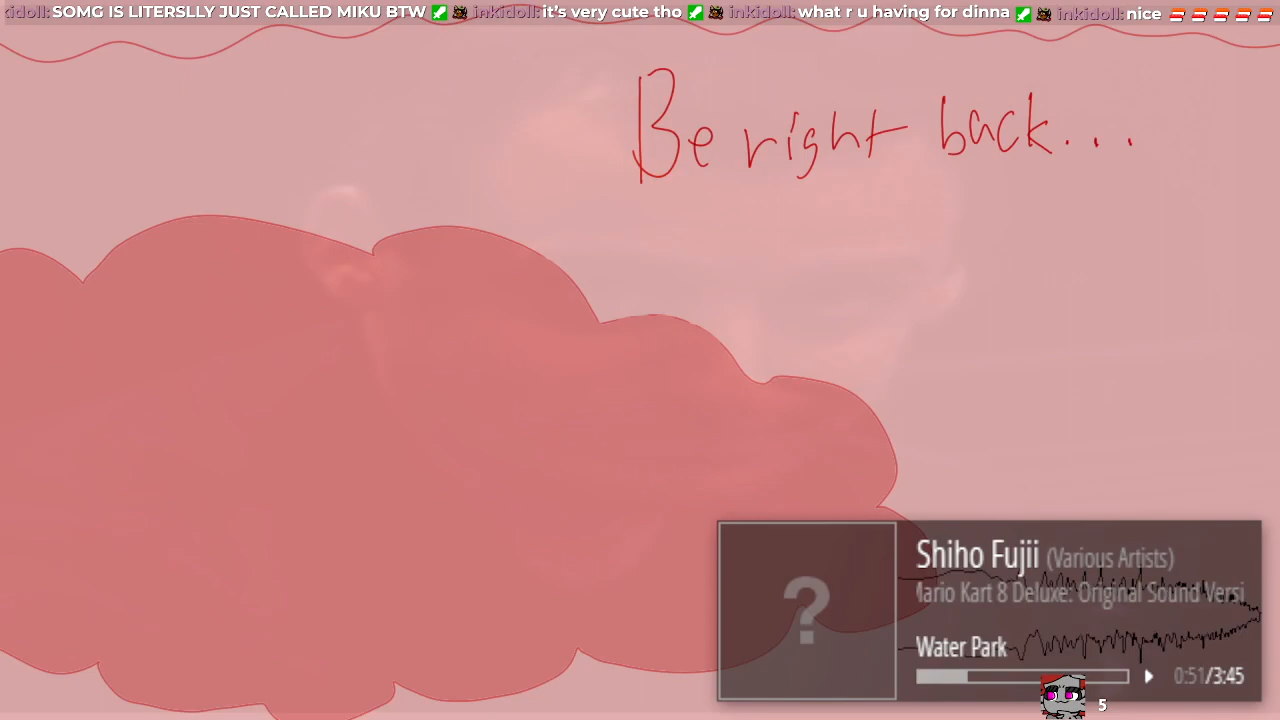 kidoll: SOMG IS LITERSLLY JUST CALLED MIKU BTW inkidoll: it's very cute tho inkidoll: what r u having for dinna inkidoll: nice
Be right back...
Shiho Fujii (Various Artists)
Mario Kart 8 Deluxe: Original Sound Versi
Water Park
?
0:51/3:45
5